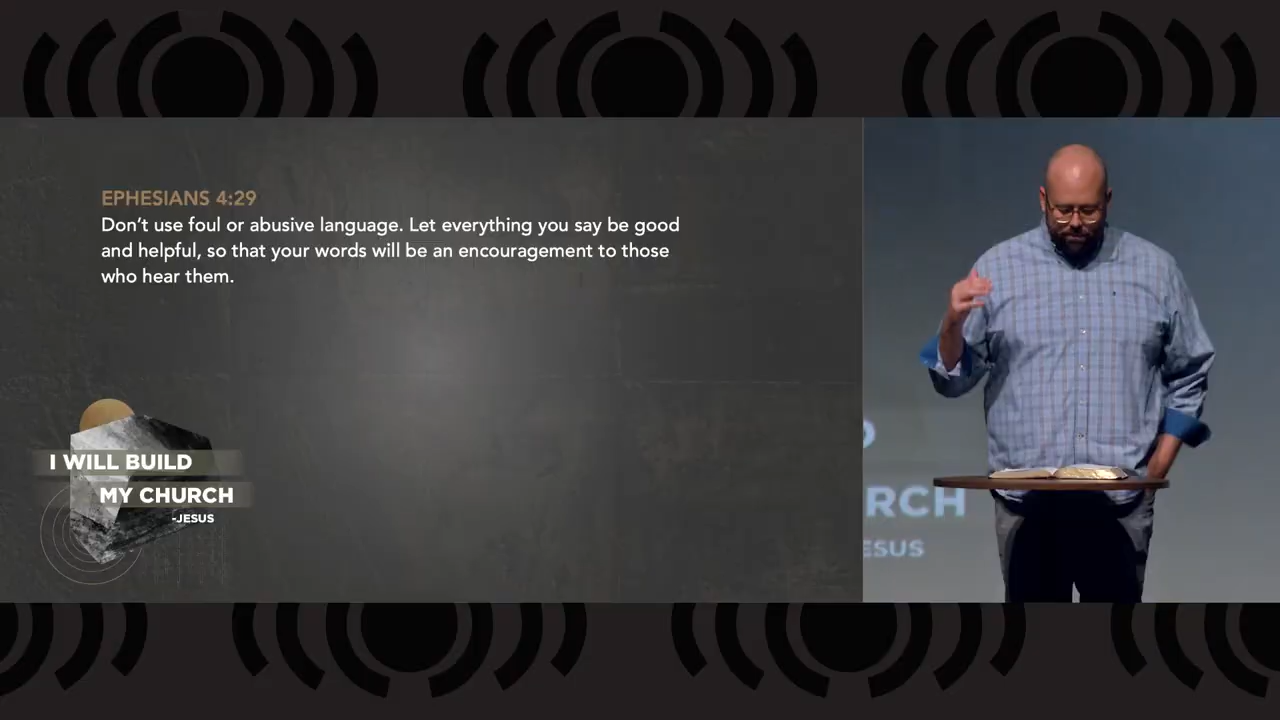 EPHESIANS 4:29
Don’t use foul or abusive language. Let everything you say be good
and helpful, so that your words will be an encouragement to those
who hear them.
I WILL BUILD
MY CHURCH
-JESUS
RCH
ESUS